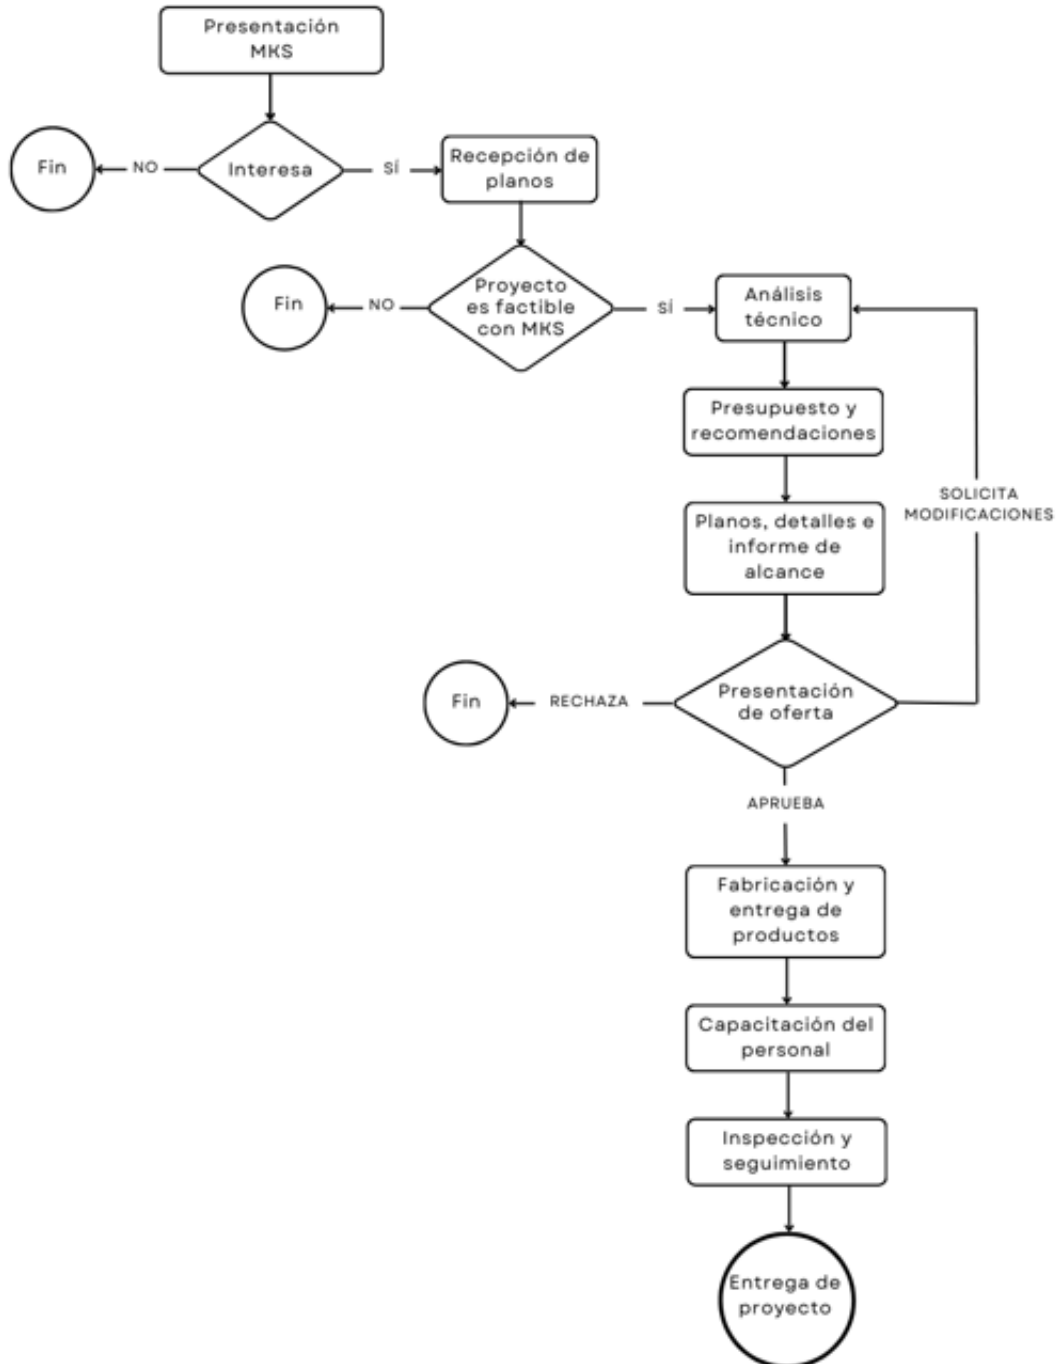 Presentación
MKS
Fin
NO
Interesa
SÍ
Recepción de
planos
Fin
NO
Proyecto
es factible
con MKS
SÍ
Análisis
técnico
Presupuesto y
recomendaciones
SOLICITA
MODIFICACIONES
Planos, detalles e
informe de
alcance
Fin
RECHAZA
Presentación
de oferta
APRUEBA
Fabricación y
entrega de
productos
Capacitación del
personal
Inspección y
seguimiento
Entrega de
proyecto